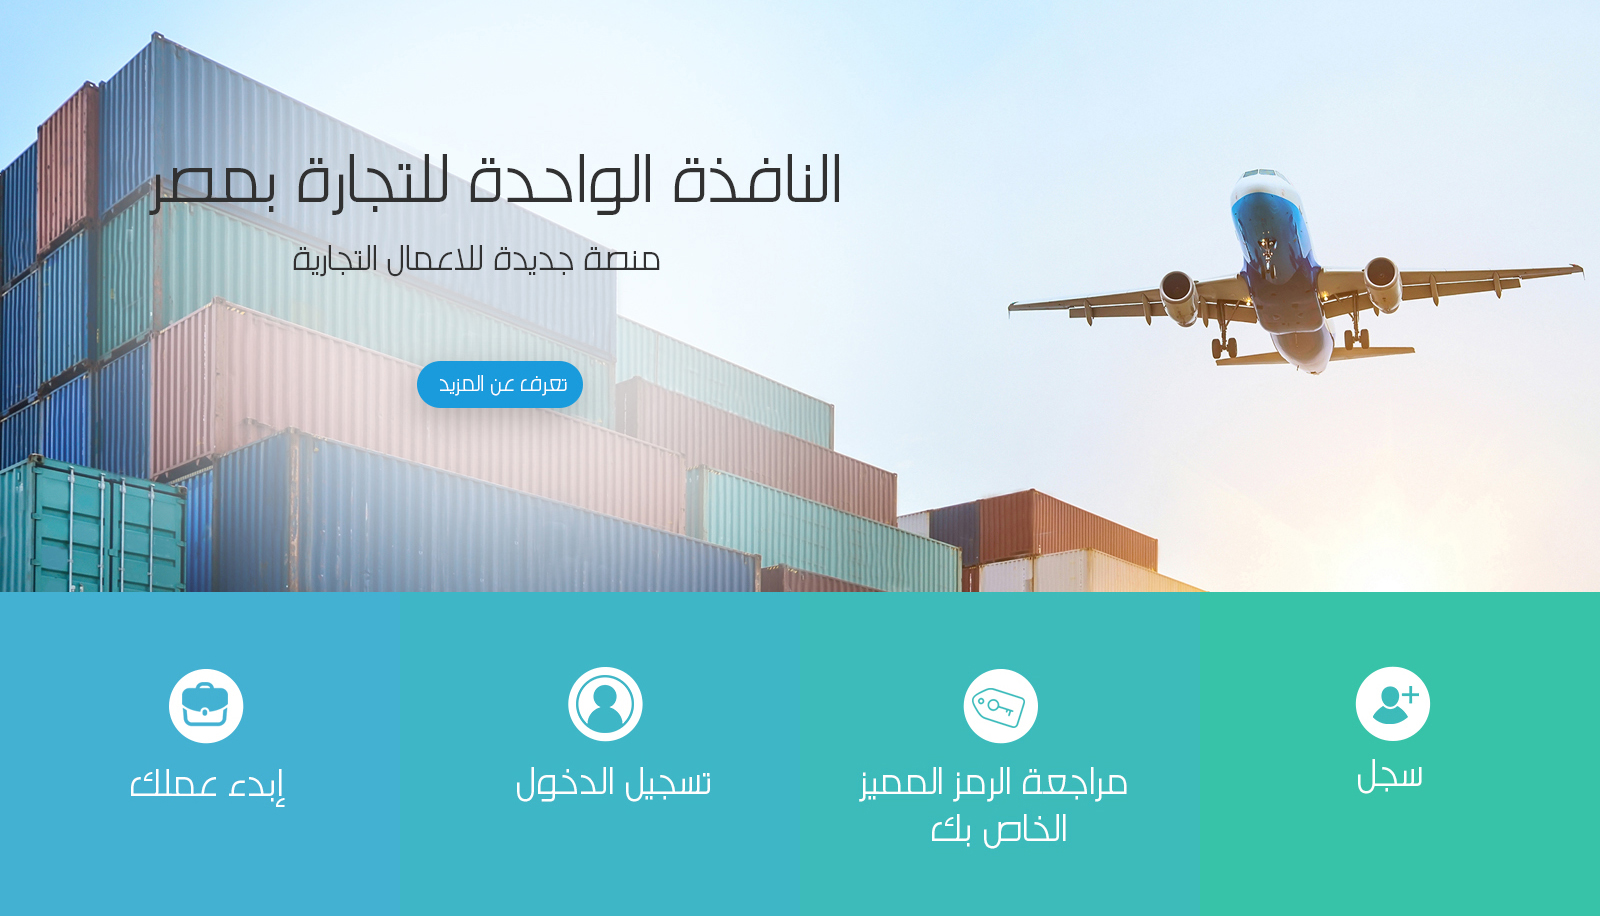 النافذة الواحدة للتجارة بمصر
منصة جديدة للاعمال التجارية
تعرف عن المزيد
سجل
مراجعة الرمز المميز
الخاص بك
تسجيل الدخول
إبدء عملك